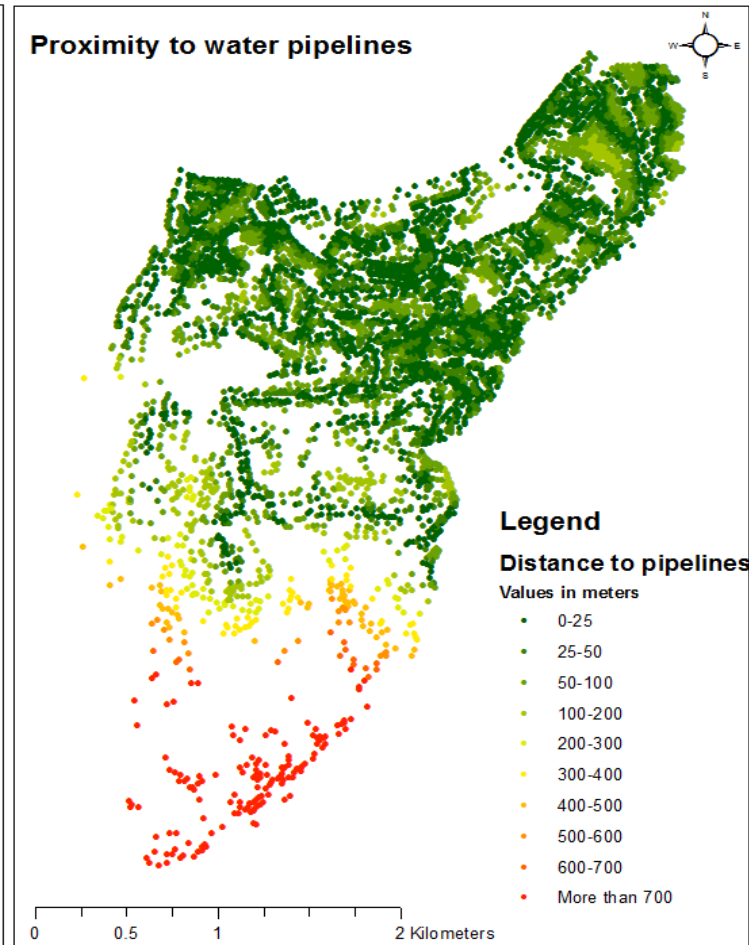 Proximity to water pipelines
N
W E
S
Legend
Distance to pipelines
Values in meters
0-25
25-50
50-100
100-200
200-300
300-400
400-500
500-600
600-700
More than 700
0 0.5 1 2 Kilometers